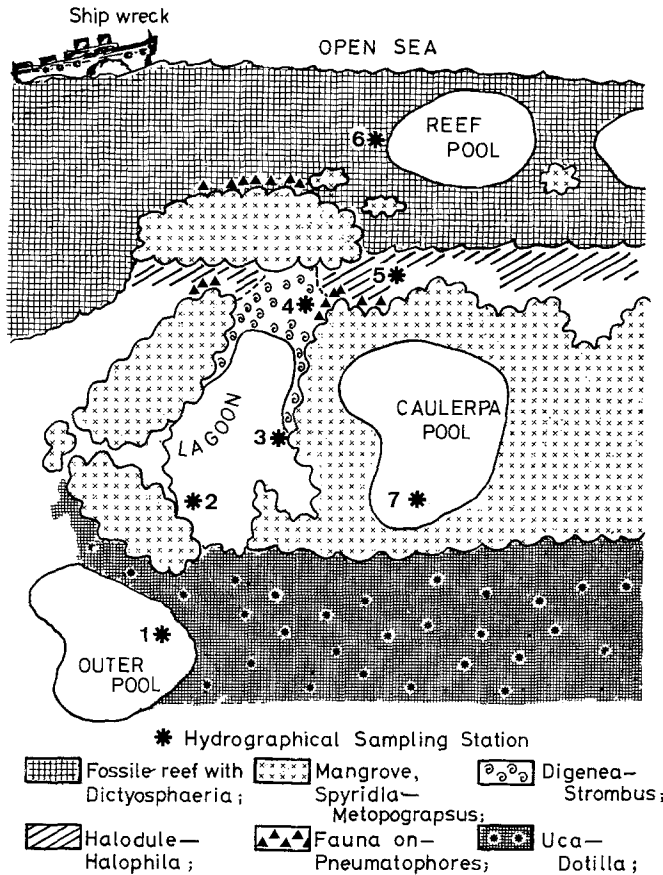 Ship wreck
OPEN SEA
6
REEF
POOL
5
4
LAGOON
CAULERPA
POOL
3
2
7
1
OUTER
POOL
Hydrographical Sampling Station
Fossile reef with
Dictyosphaeria;
Mangrove,
Spyridia—
Metopograpsus;
Digenea—
Strombus;
Halodule—
Halophila;
Fauna on—
Pneumatophores;
Uca—
Dotilla;